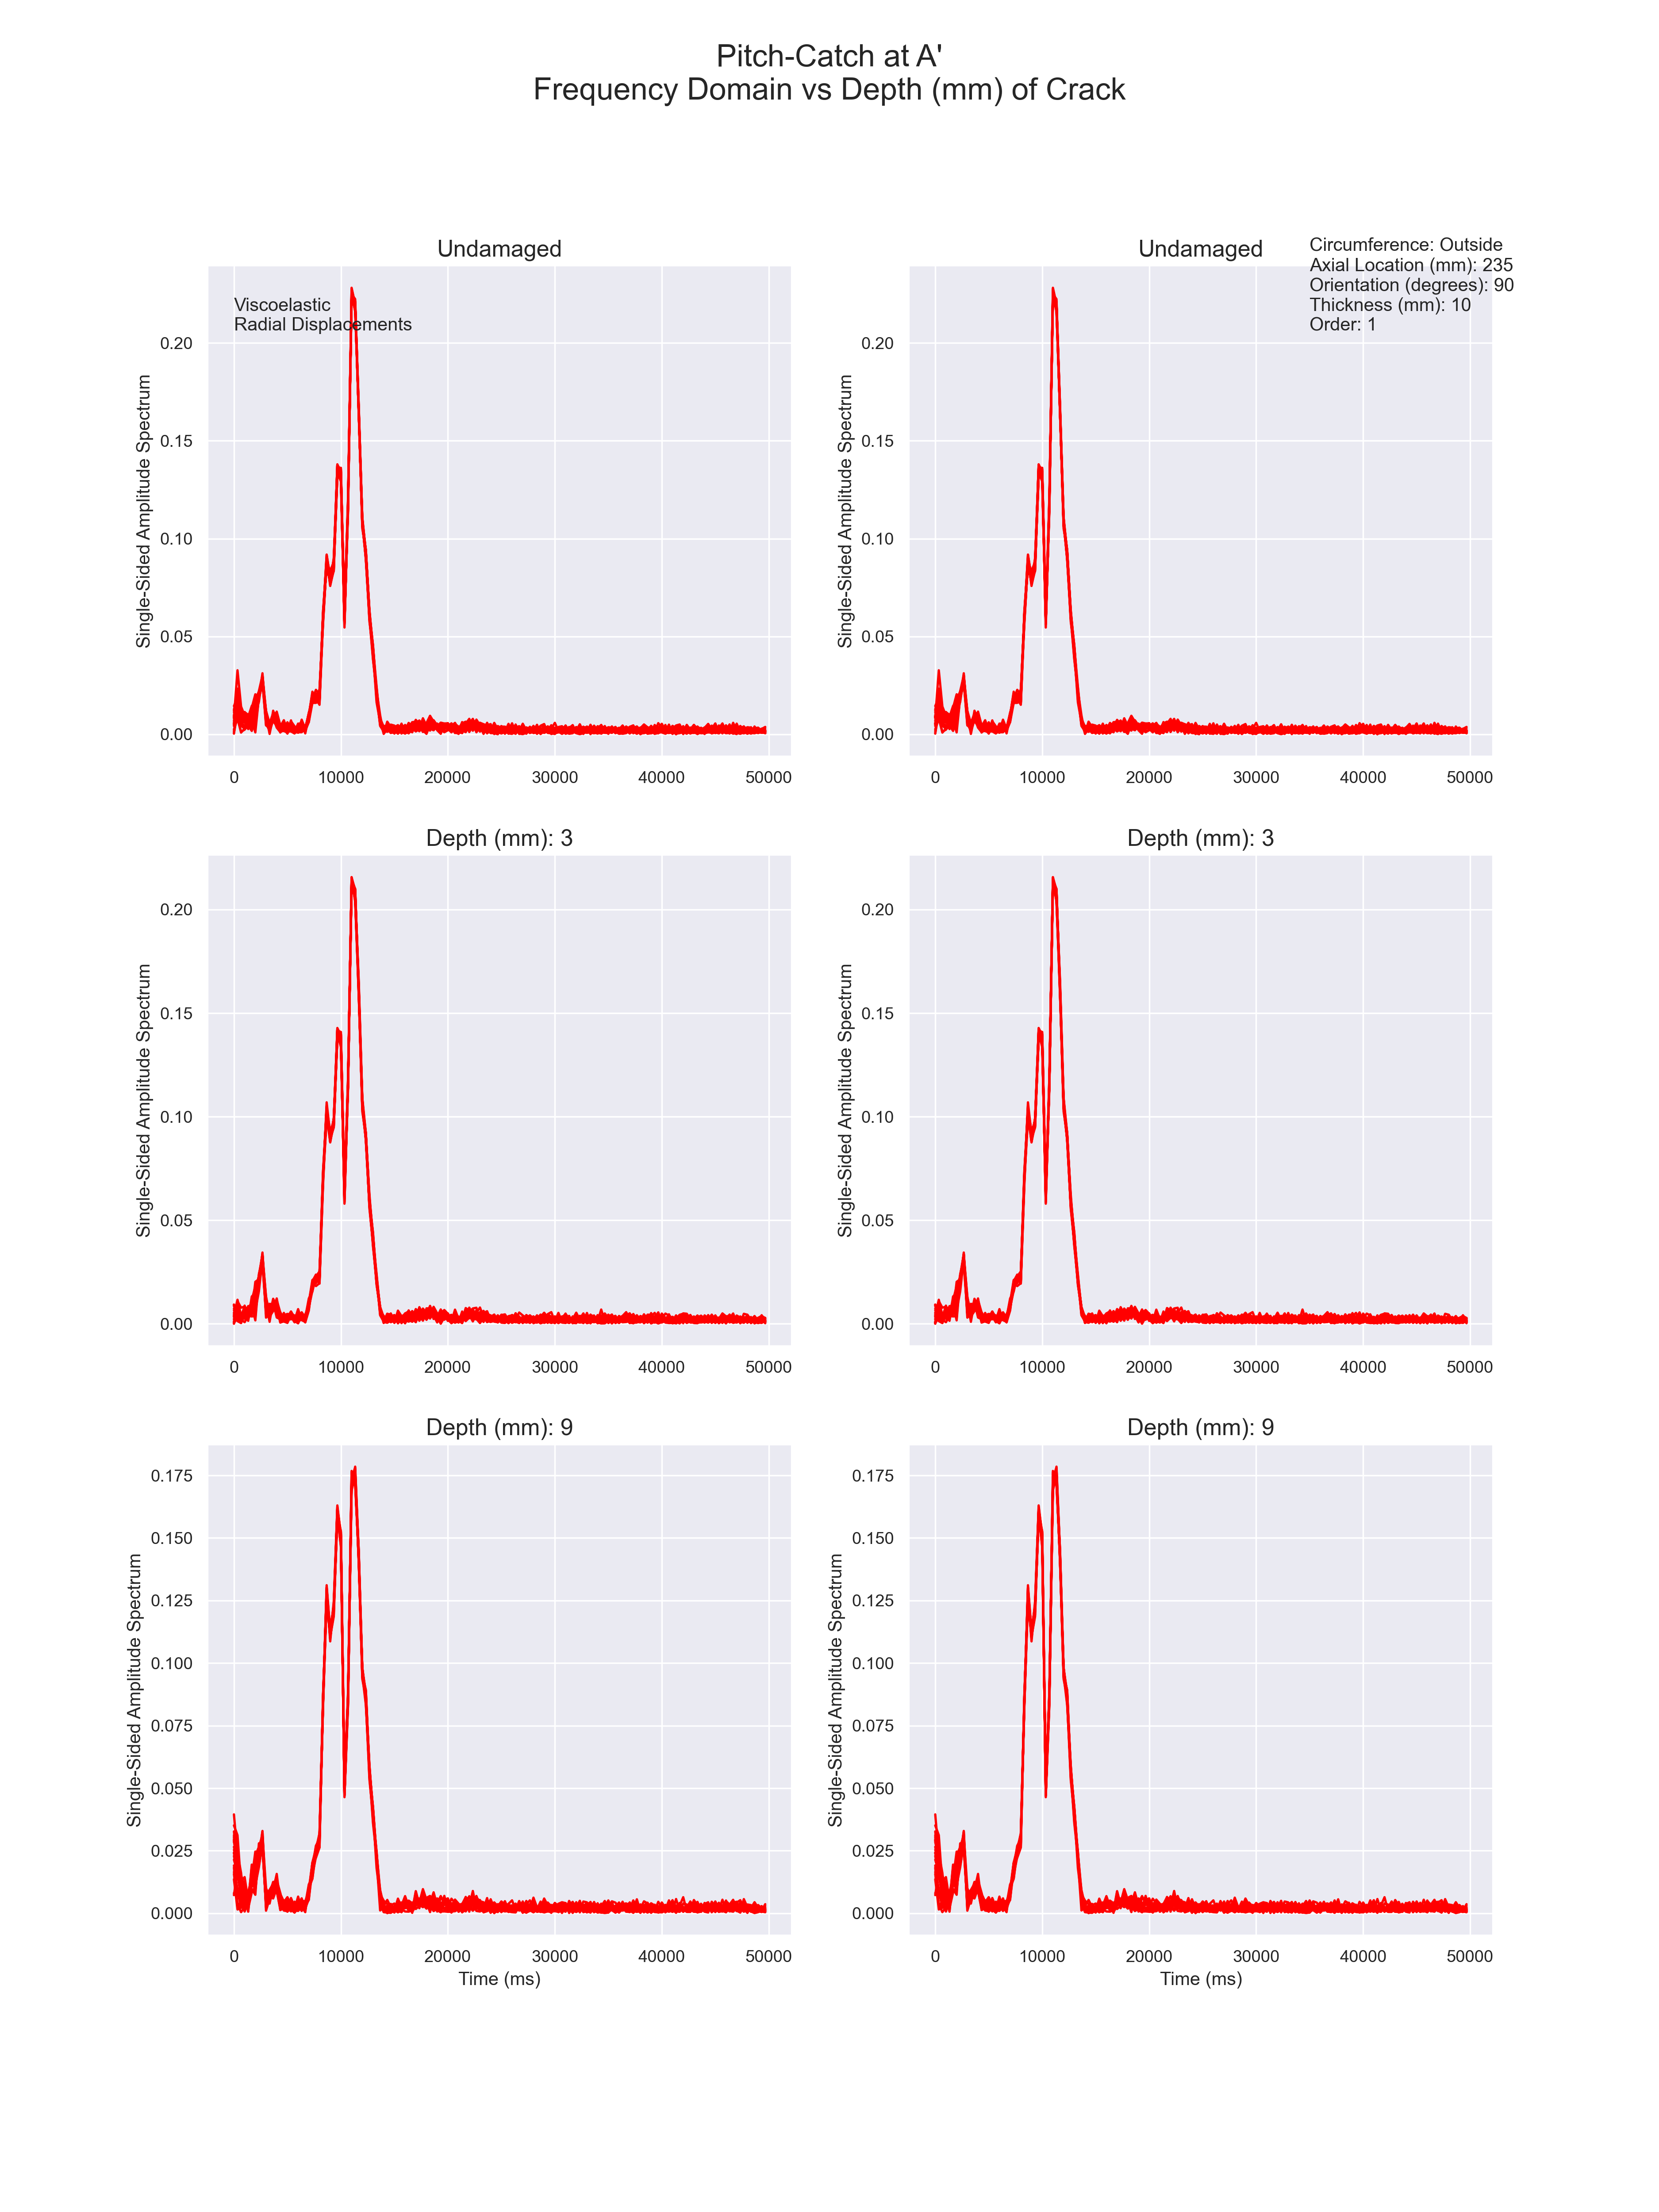 Pitch-Catch at A'
Frequency Domain vs Depth (mm) of Crack
Undamaged
Viscoelastic
Radial Displacements
Single-Sided Amplitude Spectrum
0.20
0.15
0.10
0.05
0.00
0 10000 20000 30000 40000 50000
Undamaged
Circumference: Outside
Axial Location (mm): 235
Orientation (degrees): 90
Thickness (mm): 10
Order: 1
Single-Sided Amplitude Spectrum
0.20
0.15
0.10
0.05
0.00
0 10000 20000 30000 40000 50000
Depth (mm): 3
Single-Sided Amplitude Spectrum
0.20
0.15
0.10
0.05
0.00
0 10000 20000 30000 40000 50000
Depth (mm): 3
Single-Sided Amplitude Spectrum
0.20
0.15
0.10
0.05
0.00
0 10000 20000 30000 40000 50000
Depth (mm): 9
Single-Sided Amplitude Spectrum
0.175
0.150
0.125
0.100
0.075
0.050
0.025
0.000
0 10000 20000 30000 40000 50000
Time (ms)
Depth (mm): 9
Single-Sided Amplitude Spectrum
0.175
0.150
0.125
0.100
0.075
0.050
0.025
0.000
0 10000 20000 30000 40000 50000
Time (ms)